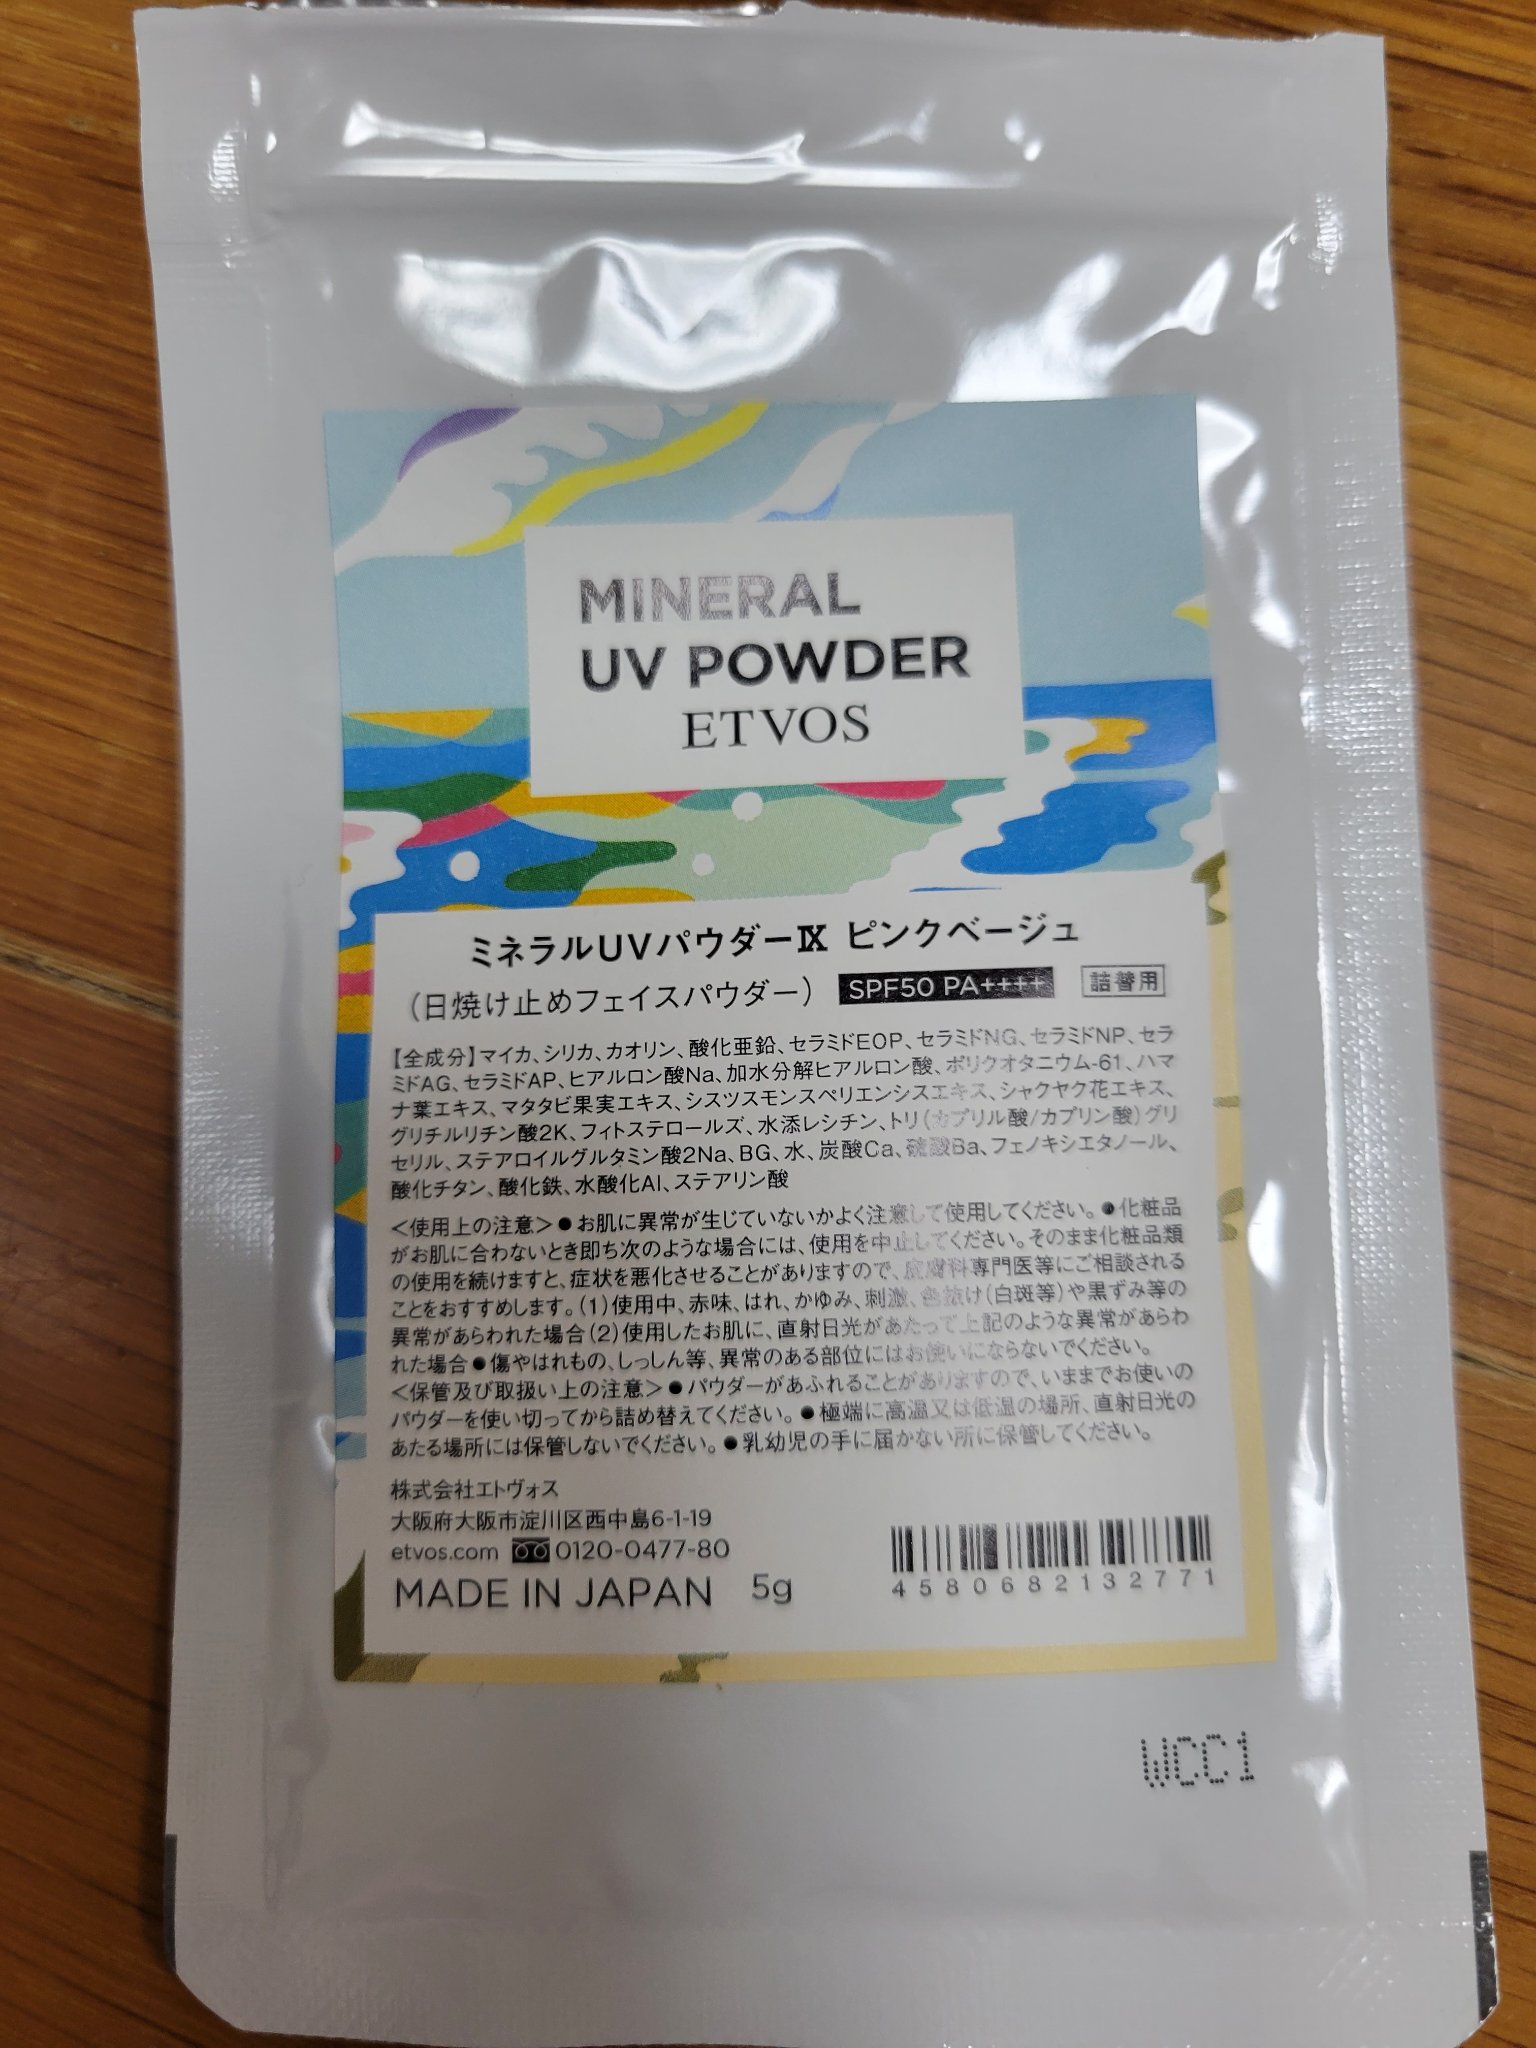 MINERAL
UV POWDER
ETVOS
ミネラルUVパウダーⅨ ピンクベージュ
（日焼け止めフェイスパウダー） SPF50 PA++++ 詰替用
【全成分】マイカ、シリカ、カオリン、酸化亜鉛、セラミドEOP、セラミドNG、セラミドNP、セラ
ミドAG、セラミドAP、ヒアルロン酸Na、加水分解ヒアルロン酸、ポリクオタニウム-61、ハマ
ナ葉エキス、マタタビ果実エキス、シスツスモンスペリエンシスエキス、シャクヤク花エキス、
グリチルリチン酸2K、フィトステロールズ、水添レシチン、トリ（カプリル酸/カプリン酸）グリ
セリル、ステアロイルグルタミン酸2Na、BG、水、炭酸Ca、硫酸Ba、フェノキシエタノール、
酸化チタン、酸化鉄、水酸化Al、ステアリン酸
＜使用上の注意＞●お肌に異常が生じていないかよく注意して使用してください。●化粧品
がお肌に合わないとき即ち次のような場合には、使用を中止してください。そのまま化粧品類
の使用を続けますと、症状を悪化させることがありますので、皮膚科専門医等にご相談される
ことをおすすめします。（1）使用中、赤味、はれ、かゆみ、刺激、色抜け（白斑等）や黒ずみ等の
異常があらわれた場合（2）使用したお肌に、直射日光があたって上記のような異常があらわ
れた場合●傷やはれもの、しっしん等、異常のある部位にはお使いにならないでください。
＜保管及び取扱い上の注意＞●パウダーがあふれることがありますので、いままでお使いの
パウダーを使い切ってから詰め替えてください。●極端に高温又は低温の場所、直射日光の
あたる場所には保管しないでください。●乳幼児の手に届かない所に保管してください。
株式会社エトヴォス
大阪府大阪市淀川区西中島6-1-19
etvos.com 0120-0477-80
MADE IN JAPAN 5g
4580682132771
WCC1